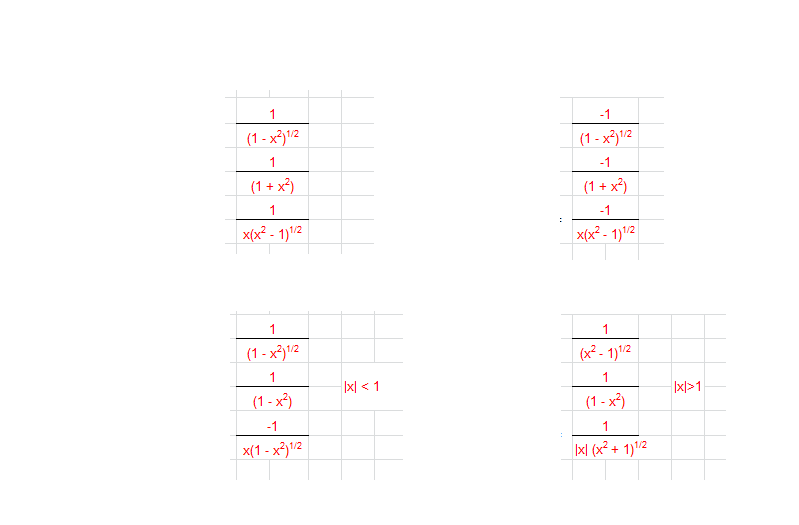 1
(1 - x²)^1/2
1
(1 + x²)
1
x(x² - 1)^1/2
-1
(1 - x²)^1/2
-1
(1 + x²)
-1
x(x² - 1)^1/2
1
(1 - x²)^1/2
1
(1 - x²)
|x| < 1
-1
x(1 - x²)^1/2
1
(x² - 1)^1/2
1
(1 - x²)
|x|>1
1
|x| (x² + 1)^1/2